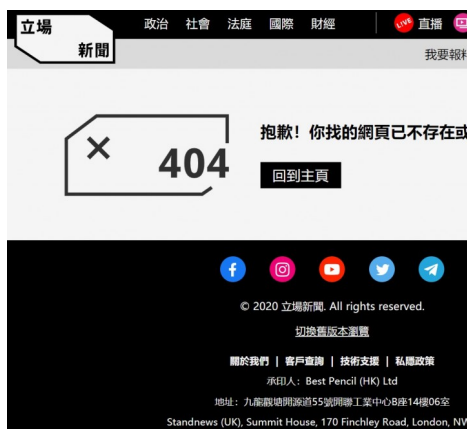 立場
新聞
政治 社會 法庭 國際 財經 LIVE 直播
我要報料
404
抱歉！你找的網頁已不存在或
回到主頁
© 2020 立場新聞. All rights reserved.
切換舊版本瀏覽
關於我們 | 客戶查詢 | 技術支援 | 私隱政策
承印人: Best Pencil (HK) Ltd
地址: 九龍觀塘開源道55號開聯工業中心B座14樓06室
Standnews (UK), Summit House, 170 Finchley Road, London, NW